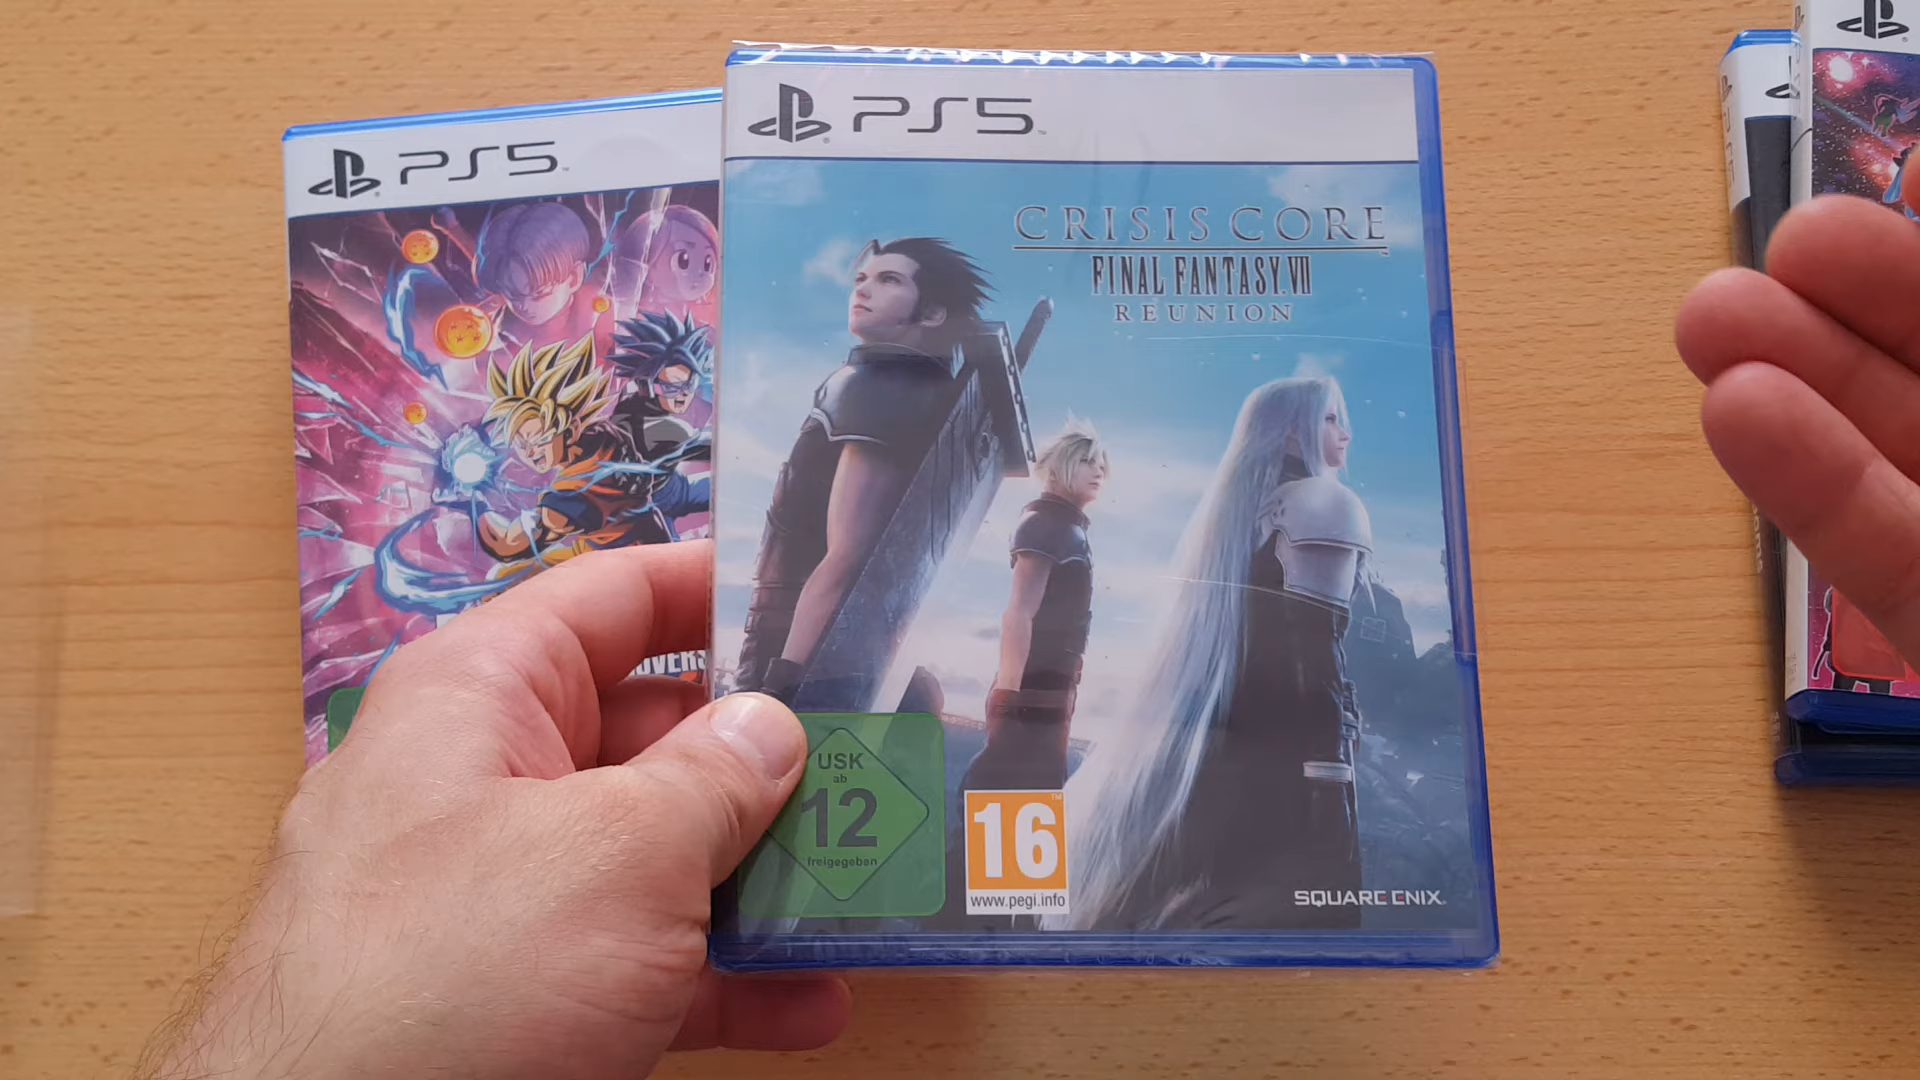 PS5
PS5
CRISIS CORE
FINAL FANTASY VII
REUNION
USK
ab
12
freigegeben
16
www.pegi.info
SQUARE ENIX